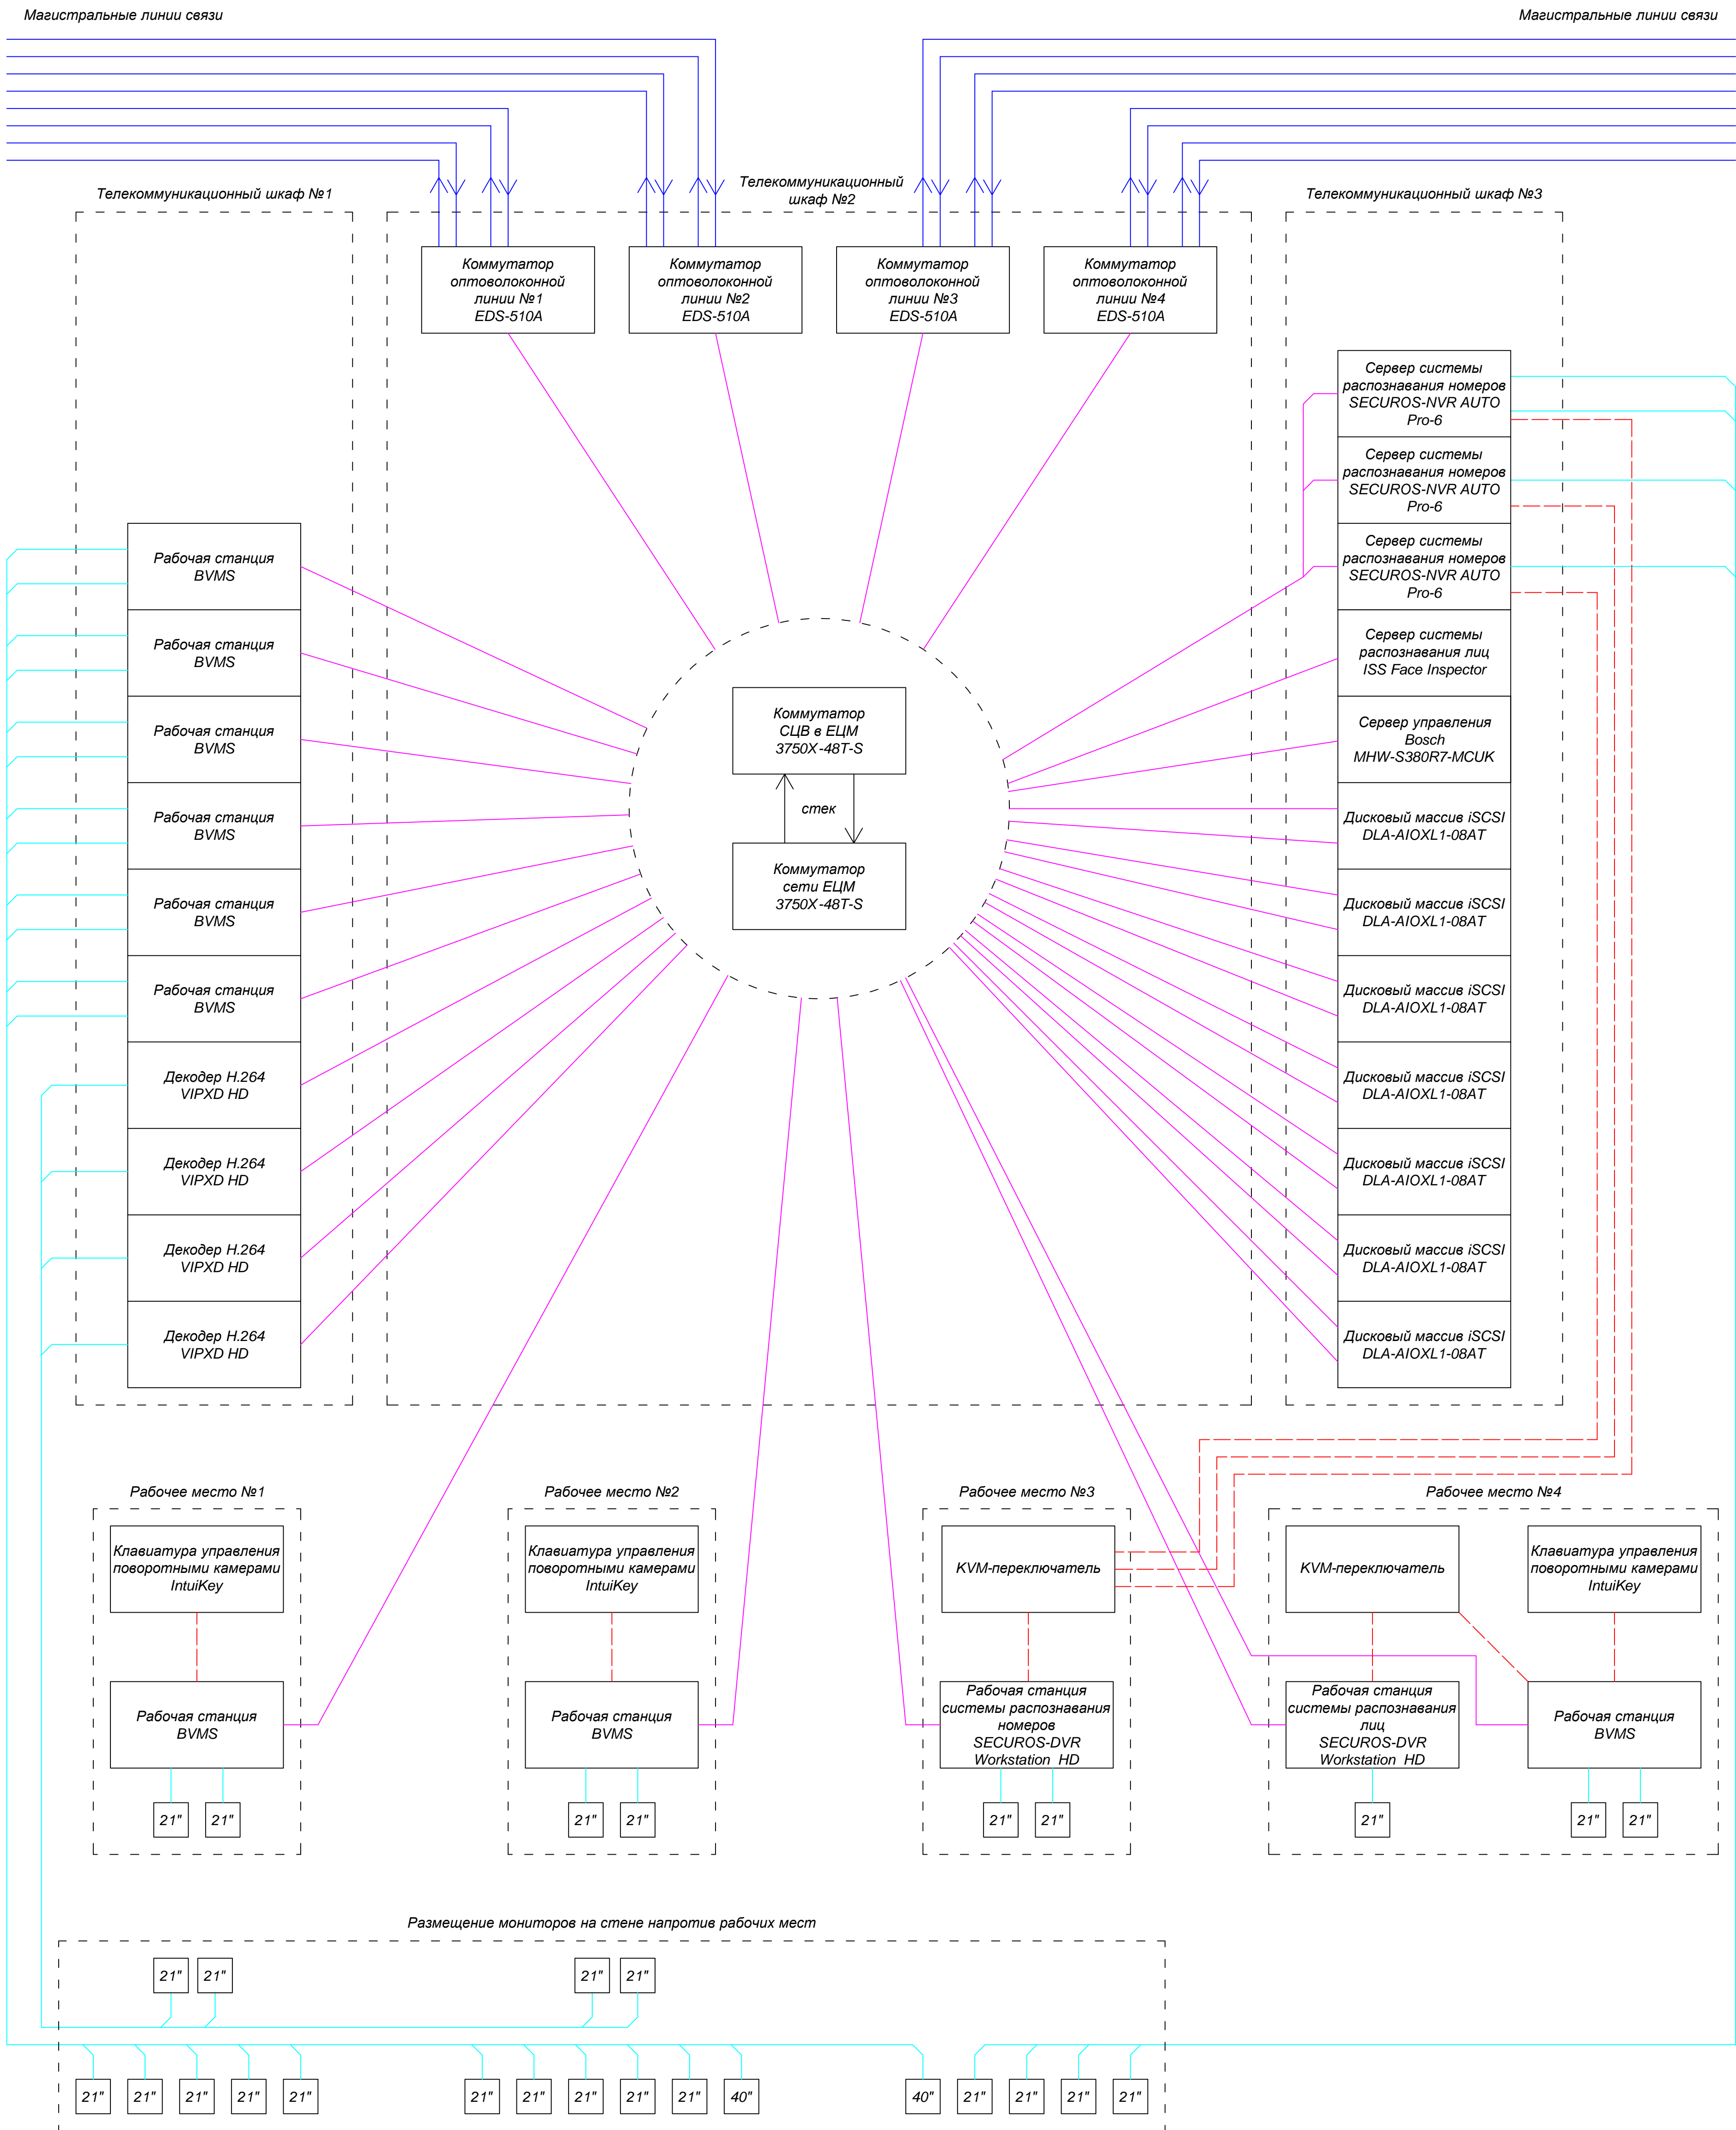 Магистральные линии связи
Магистральные линии связи
Телекоммуникационный шкаф №1
Телекоммуникационный
шкаф №2
Телекоммуникационный шкаф №3
Коммутатор
оптоволоконной
линии №1
EDS-510A
Коммутатор
оптоволоконной
линии №2
EDS-510A
Коммутатор
оптоволоконной
линии №3
EDS-510A
Коммутатор
оптоволоконной
линии №4
EDS-510A
Рабочая станция
BVMS
Рабочая станция
BVMS
Рабочая станция
BVMS
Рабочая станция
BVMS
Рабочая станция
BVMS
Рабочая станция
BVMS
Декодер H.264
VIPXD HD
Декодер H.264
VIPXD HD
Декодер H.264
VIPXD HD
Декодер H.264
VIPXD HD
Коммутатор
СЦВ в ЕЦМ
3750X-48T-S
стек
Коммутатор
сети ЕЦМ
3750X-48T-S
Сервер системы
распознавания номеров
SECUROS-NVR AUTO
Pro-6
Сервер системы
распознавания номеров
SECUROS-NVR AUTO
Pro-6
Сервер системы
распознавания номеров
SECUROS-NVR AUTO
Pro-6
Сервер системы
распознавания лиц
ISS Face Inspector
Сервер управления
Bosch
MHW-S380R7-MCUK
Дисковый массив iSCSI
DLA-AIOXL1-08AT
Дисковый массив iSCSI
DLA-AIOXL1-08AT
Дисковый массив iSCSI
DLA-AIOXL1-08AT
Дисковый массив iSCSI
DLA-AIOXL1-08AT
Дисковый массив iSCSI
DLA-AIOXL1-08AT
Дисковый массив iSCSI
DLA-AIOXL1-08AT
Дисковый массив iSCSI
DLA-AIOXL1-08AT
Рабочее место №1
Клавиатура управления
поворотными камерами
IntuiKey
Рабочая станция
BVMS
21"
21"
Рабочее место №2
Клавиатура управления
поворотными камерами
IntuiKey
Рабочая станция
BVMS
21"
21"
Рабочее место №3
KVM-переключатель
Рабочая станция
системы распознавания
номеров
SECUROS-DVR
Workstation HD
21"
21"
Рабочее место №4
KVM-переключатель
Клавиатура управления
поворотными камерами
IntuiKey
Рабочая станция
системы распознавания
лиц
SECUROS-DVR
Workstation HD
Рабочая станция
BVMS
21"
21"
21"
Размещение мониторов на стене напротив рабочих мест
21"
21"
21"
21"
21"
21"
21"
21"
21"
21"
21"
21"
21"
21"
40"
40"
21"
21"
21"
21"